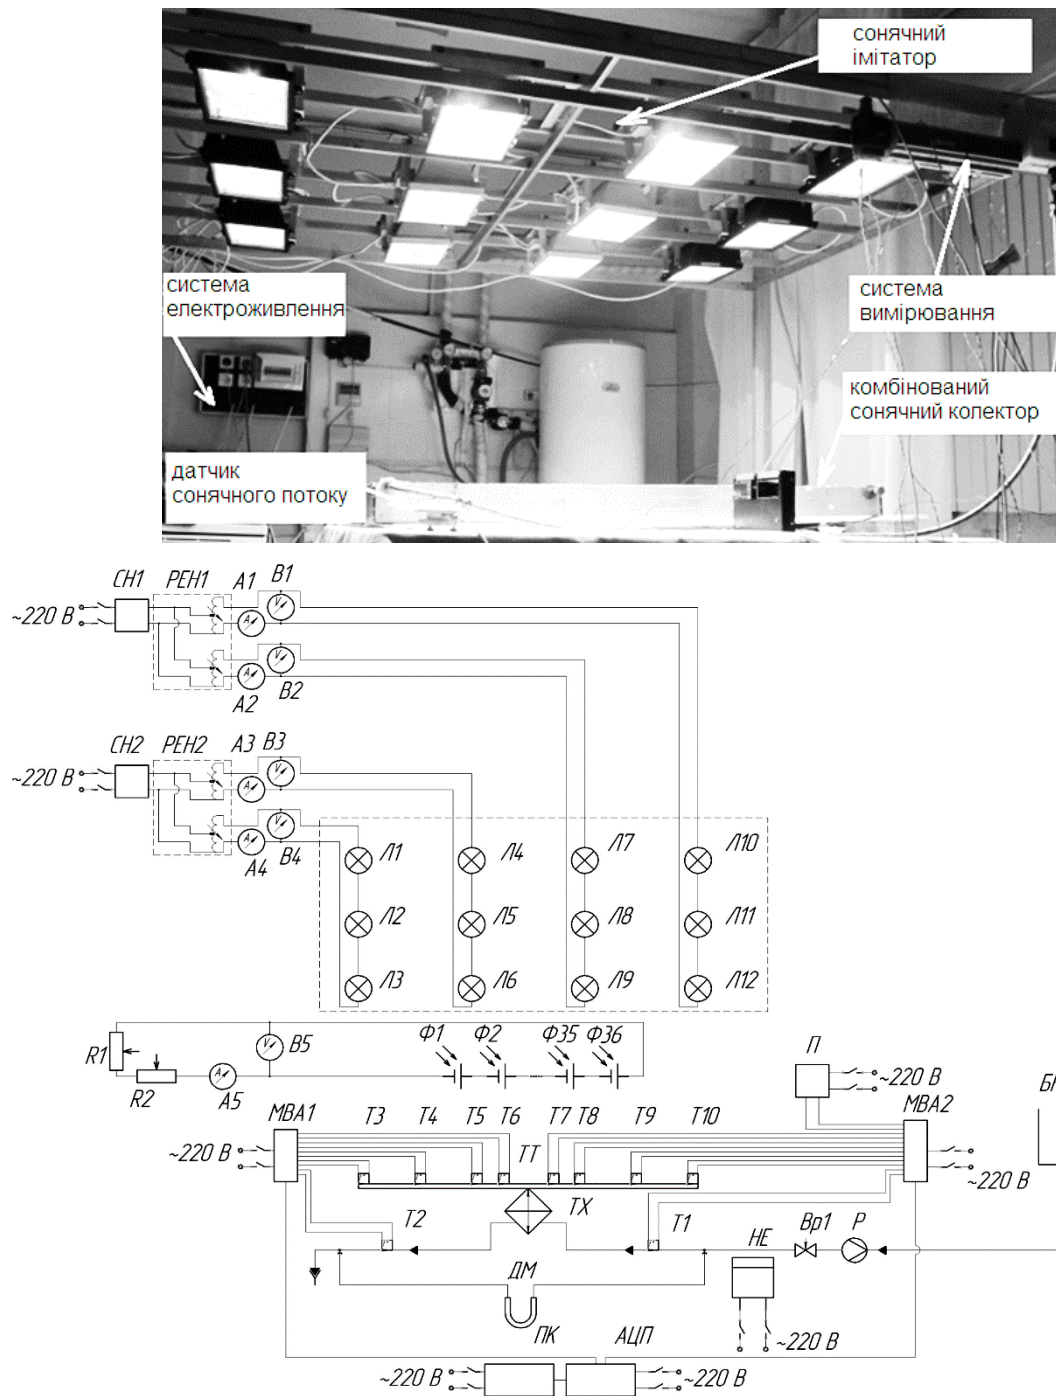 сонячний
імітатор
система
електроживлення
система
вимірювання
комбінований
сонячний колектор
датчик
сонячного потоку
СН1 РЕН1 А1 В1
~220 В
V
A
V
A
А2 В2
СН2 РЕН2 А3 В3
~220 В
V
A
V
A
А4 В4
Л1 Л4 Л7 Л10
Л2 Л5 Л8 Л11
Л3 Л6 Л9 Л12
R1 V В5 Ф1 Ф2 Ф35 Ф36
R2 A А5
П ~220 В
МВА1 Т3 Т4 Т5 Т6 Т7 Т8 Т9 Т10 МВА2
~220 В ТТ ~220 В
ТХ
Т2 Т1 НЕ Вр1 Р
ДМ
ПК АЦП ~220 В
~220 В ~220 В